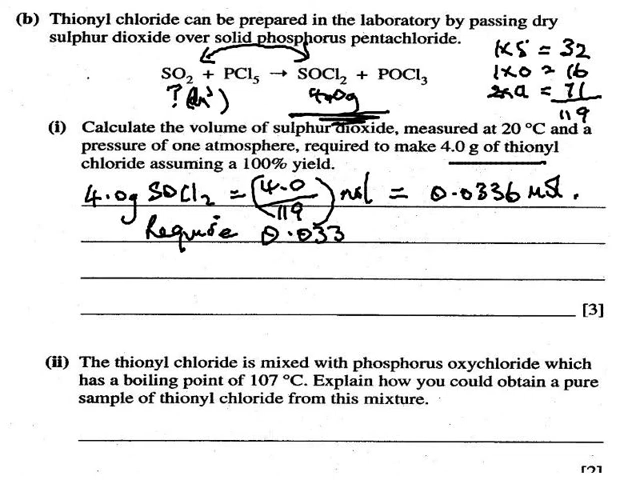 (b) Thionyl chloride can be prepared in the laboratory by passing dry
sulphur dioxide over solid phosphorus pentachloride.
1×S = 32
SO₂ + PCl₅ → SOCl₂ + POCl₃
1×O = 16
? (dm³)
4.0g
2×Cl = 71
119
(i) Calculate the volume of sulphur dioxide, measured at 20 °C and a
pressure of one atmosphere, required to make 4.0 g of thionyl
chloride assuming a 100% yield.
4.0g SOCl₂ = (4.0/119) mol = 0.0336 mol.
Require 0.033
[3]
(ii) The thionyl chloride is mixed with phosphorus oxychloride which
has a boiling point of 107 °C. Explain how you could obtain a pure
sample of thionyl chloride from this mixture.
[2]